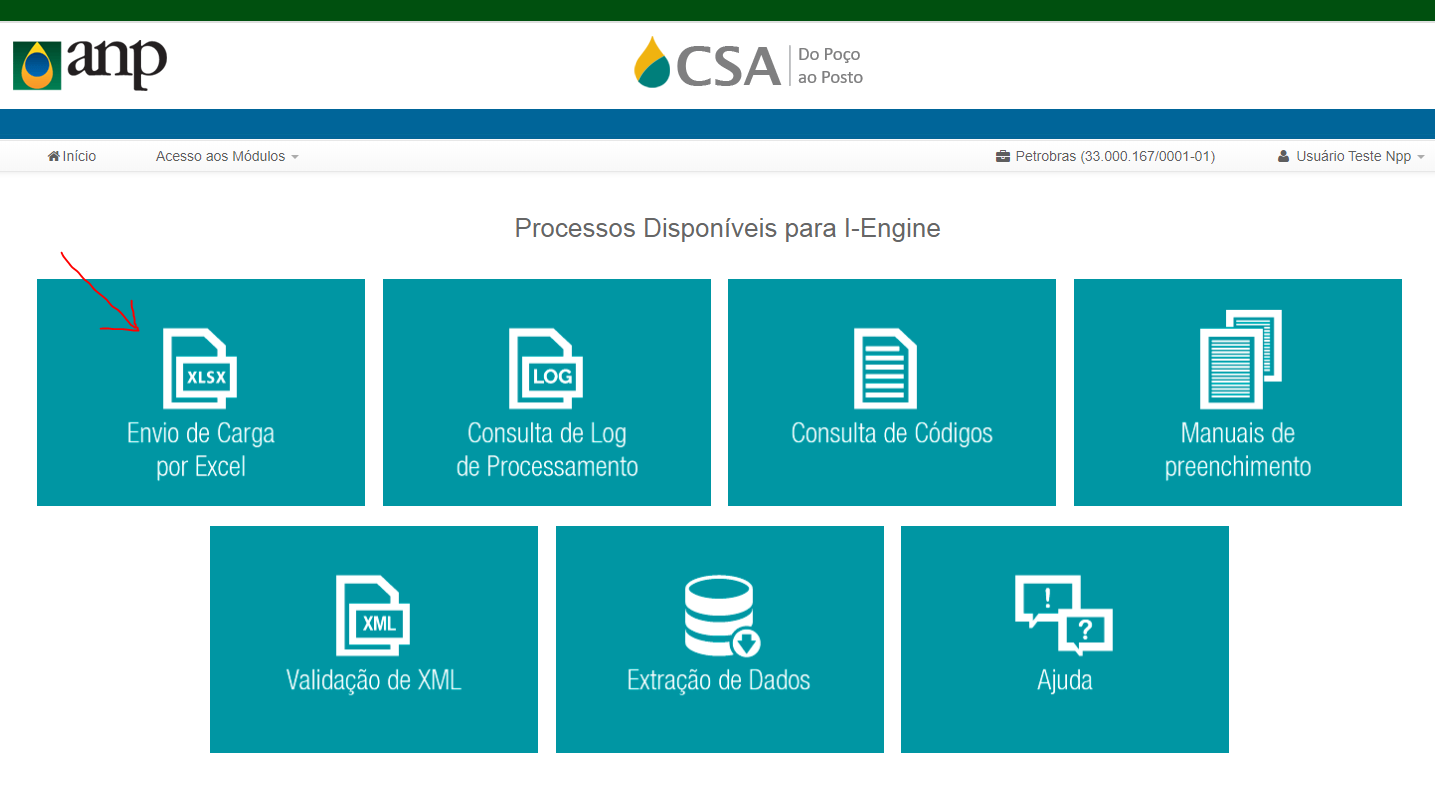 anp
CSA
Do Poço
ao Posto
Início
Acesso aos Módulos
Petrobras (33.000.167/0001-01)
Usuário Teste Npp
Processos Disponíveis para I-Engine
XLSX
Envio de Carga
por Excel
LOG
Consulta de Log
de Processamento
Consulta de Códigos
Manuais de
preenchimento
XML
Validação de XML
Extração de Dados
! ?
Ajuda